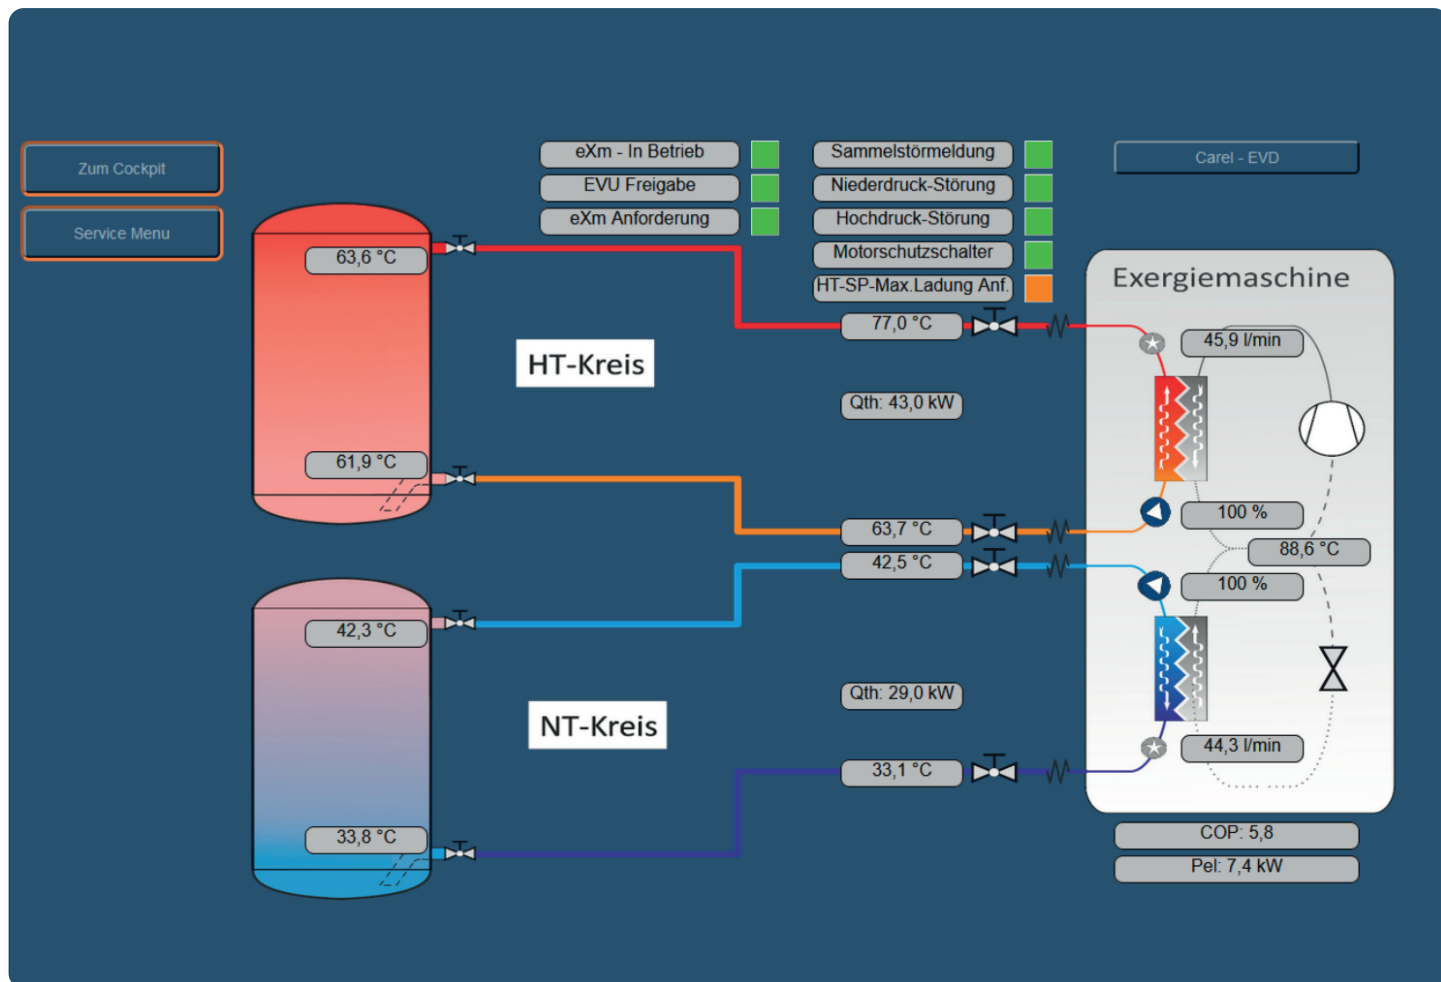 Zum Cockpit
Service Menu
eXm - In Betrieb
EVU Freigabe
eXm Anforderung
Sammelstörmeldung
Niederdruck-Störung
Hochdruck-Störung
Motorschutzschalter
HT-SP-Max.Ladung Anf.
Carel - EVD
Exergiemaschine
63,6 °C
77,0 °C
45,9 l/min
HT-Kreis
Qth: 43,0 kW
61,9 °C
63,7 °C
100 %
88,6 °C
42,5 °C
100 %
42,3 °C
Qth: 29,0 kW
NT-Kreis
33,1 °C
44,3 l/min
33,8 °C
COP: 5,8
Pel: 7,4 kW